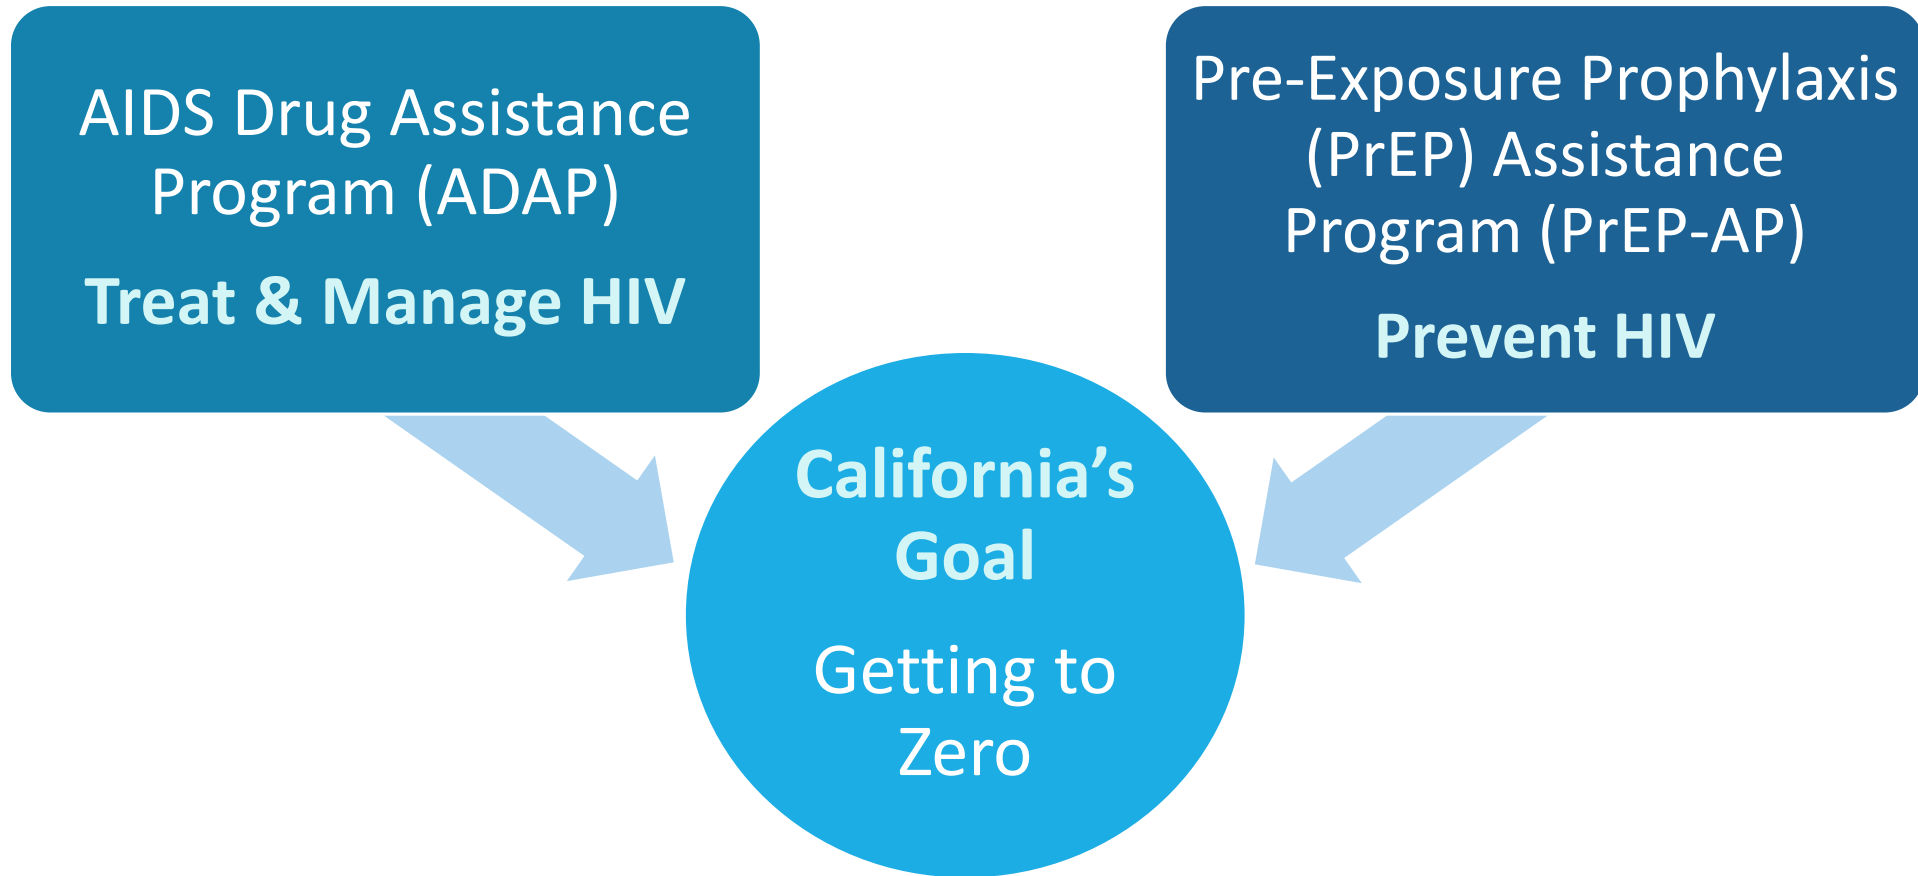 AIDS Drug Assistance
Program (ADAP)
Treat & Manage HIV
Pre-Exposure Prophylaxis
(PrEP) Assistance
Program (PrEP-AP)
Prevent HIV
California’s
Goal
Getting to
Zero